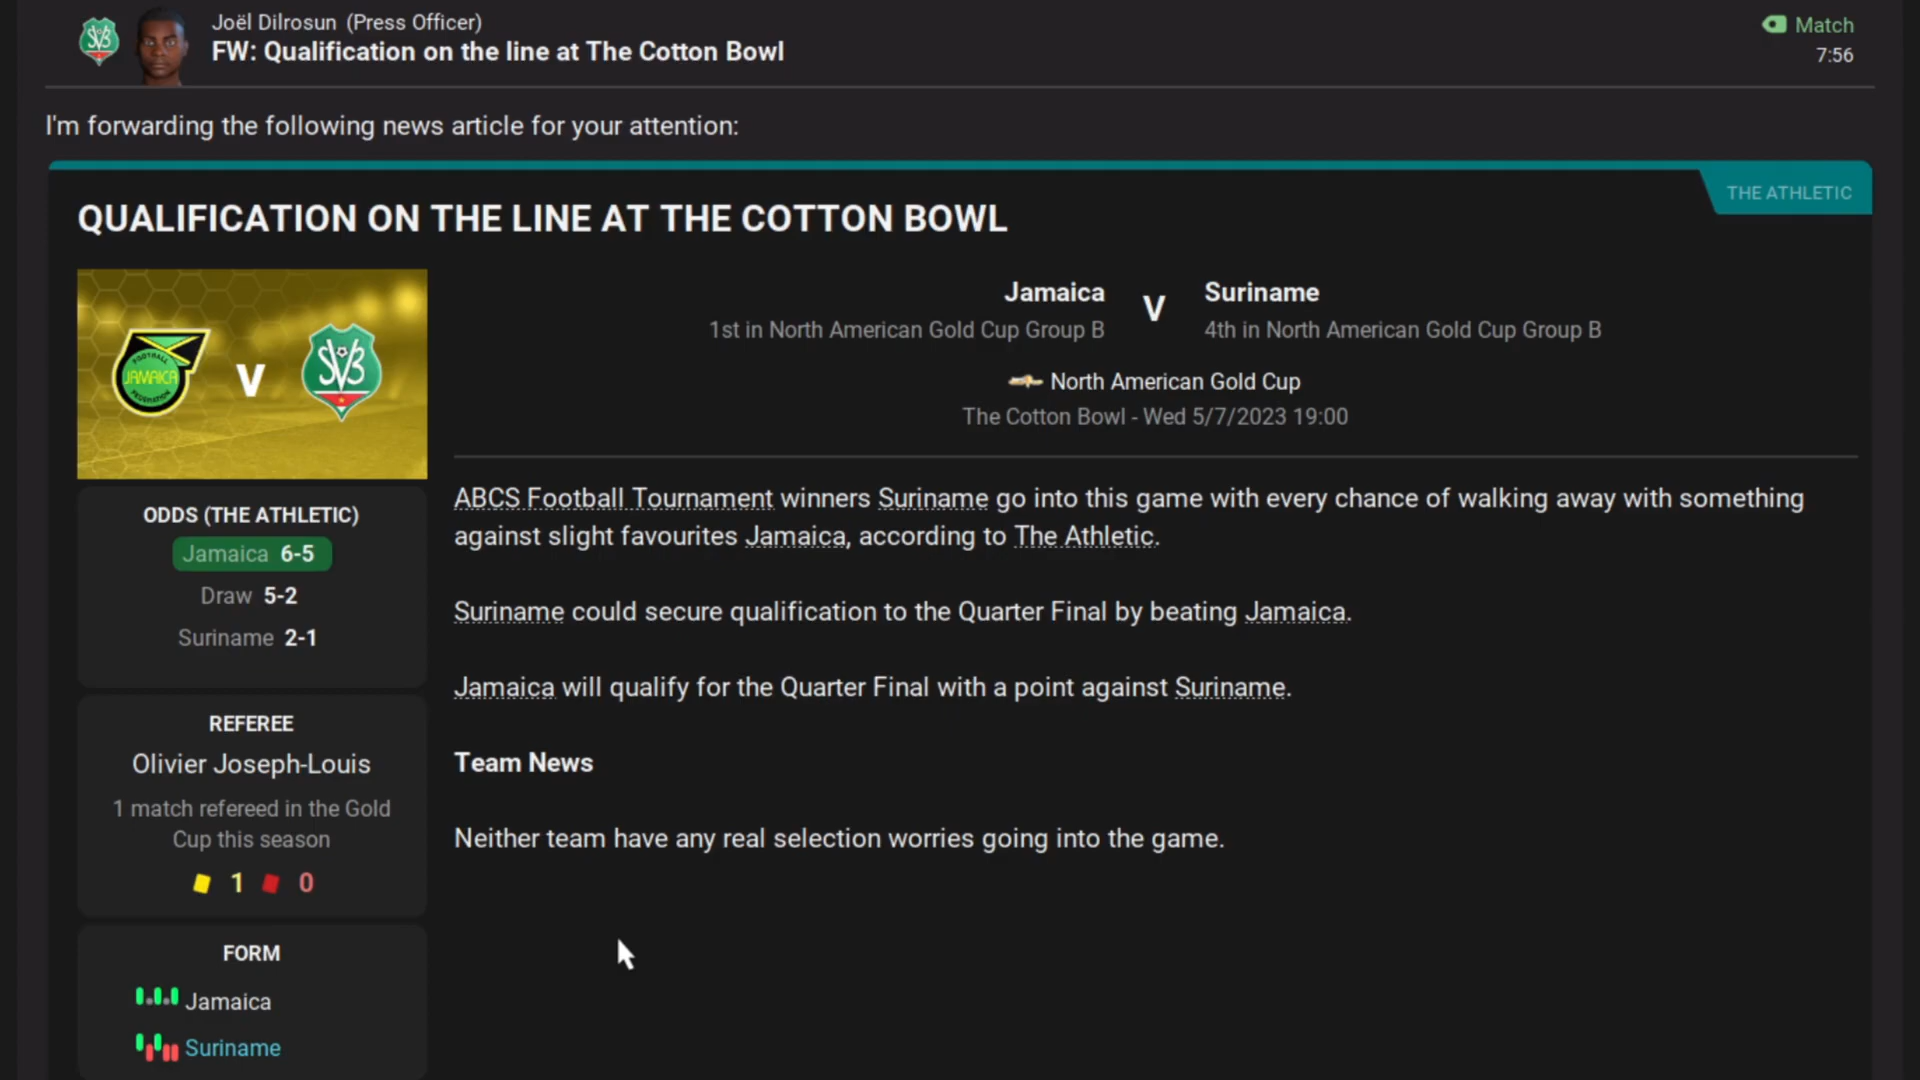 Joël Dilrosun (Press Officer)
FW: Qualification on the line at The Cotton Bowl
Match
7:56
I'm forwarding the following news article for your attention:
THE ATHLETIC
QUALIFICATION ON THE LINE AT THE COTTON BOWL
FOOTBALL
JAMAICA
FEDERATION
V
SVB
Jamaica V Suriname
1st in North American Gold Cup Group B
4th in North American Gold Cup Group B
North American Gold Cup
The Cotton Bowl - Wed 5/7/2023 19:00
ODDS (THE ATHLETIC)
Jamaica 6-5
Draw 5-2
Suriname 2-1
REFEREE
Olivier Joseph-Louis
1 match refereed in the Gold
Cup this season
1 0
FORM
Jamaica
Suriname
ABCS Football Tournament winners Suriname go into this game with every chance of walking away with something
against slight favourites Jamaica, according to The Athletic.
Suriname could secure qualification to the Quarter Final by beating Jamaica.
Jamaica will qualify for the Quarter Final with a point against Suriname.
Team News
Neither team have any real selection worries going into the game.